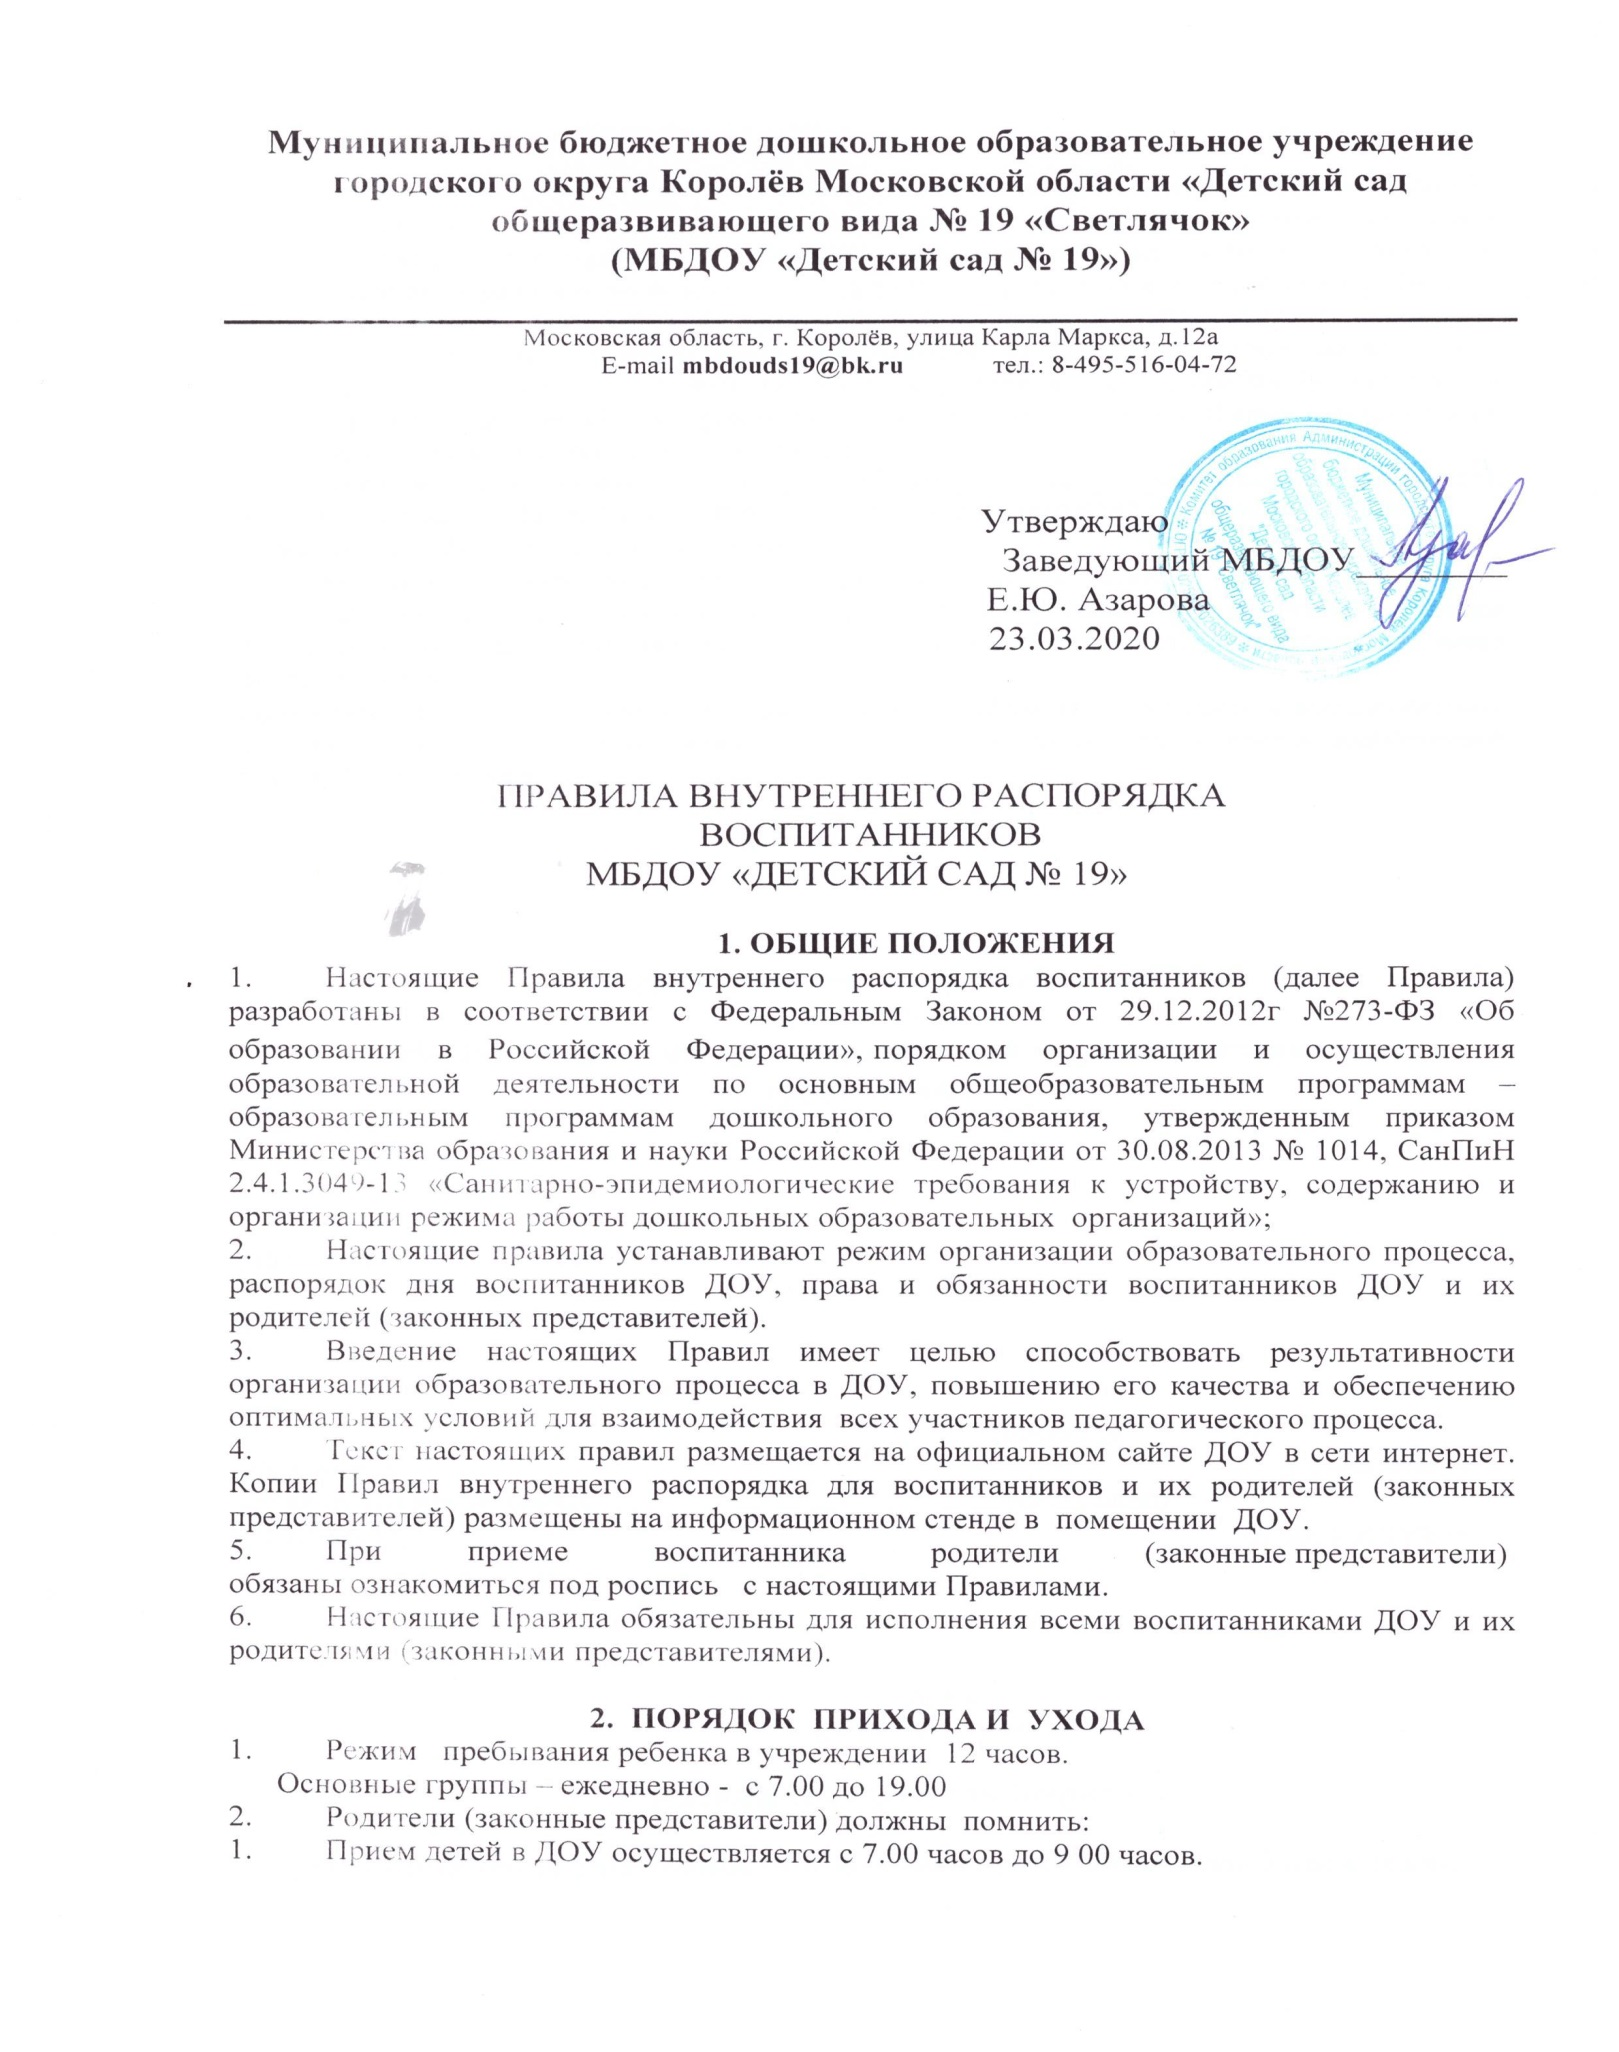 Муниципальное бюджетное дошкольное образовательное учреждение
городского округа Королёв Московской области «Детский сад
общеразвивающего вида № 19 «Светлячок»
(МБДОУ «Детский сад № 19»)
Московская область, г. Королёв, улица Карла Маркса, д.12а
E-mail mbdouds19@bk.ru тел.: 8-495-516-04-72
Утверждаю
Заведующий МБДОУ________
Е.Ю. Азарова
23.03.2020
Комитет образования Администрации
общеразвивающего вида
№ 19 "Светлячок"
ПРАВИЛА ВНУТРЕННЕГО РАСПОРЯДКА
ВОСПИТАННИКОВ
МБДОУ «ДЕТСКИЙ САД № 19»
1. ОБЩИЕ ПОЛОЖЕНИЯ
1. Настоящие Правила внутреннего распорядка воспитанников (далее Правила)
разработаны в соответствии с Федеральным Законом от 29.12.2012г №273-ФЗ «Об
образовании в Российской Федерации», порядком организации и осуществления
образовательной деятельности по основным общеобразовательным программам –
образовательным программам дошкольного образования, утвержденным приказом
Министерства образования и науки Российской Федерации от 30.08.2013 № 1014, СанПиН
2.4.1.3049-13 «Санитарно-эпидемиологические требования к устройству, содержанию и
организации режима работы дошкольных образовательных организаций»;
2. Настоящие правила устанавливают режим организации образовательного процесса,
распорядок дня воспитанников ДОУ, права и обязанности воспитанников ДОУ и их
родителей (законных представителей).
3. Введение настоящих Правил имеет целью способствовать результативности
организации образовательного процесса в ДОУ, повышению его качества и обеспечению
оптимальных условий для взаимодействия всех участников педагогического процесса.
4. Текст настоящих правил размещается на официальном сайте ДОУ в сети интернет.
Копии Правил внутреннего распорядка для воспитанников и их родителей (законных
представителей) размещены на информационном стенде в помещении ДОУ.
5. При приеме воспитанника родители (законные представители)
обязаны ознакомиться под роспись с настоящими Правилами.
6. Настоящие Правила обязательны для исполнения всеми воспитанниками ДОУ и их
родителями (законными представителями).
2. ПОРЯДОК ПРИХОДА И УХОДА
1. Режим пребывания ребенка в учреждении 12 часов.
Основные группы – ежедневно - с 7.00 до 19.00
2. Родители (законные представители) должны помнить:
1. Прием детей в ДОУ осуществляется с 7.00 часов до 9 00 часов.